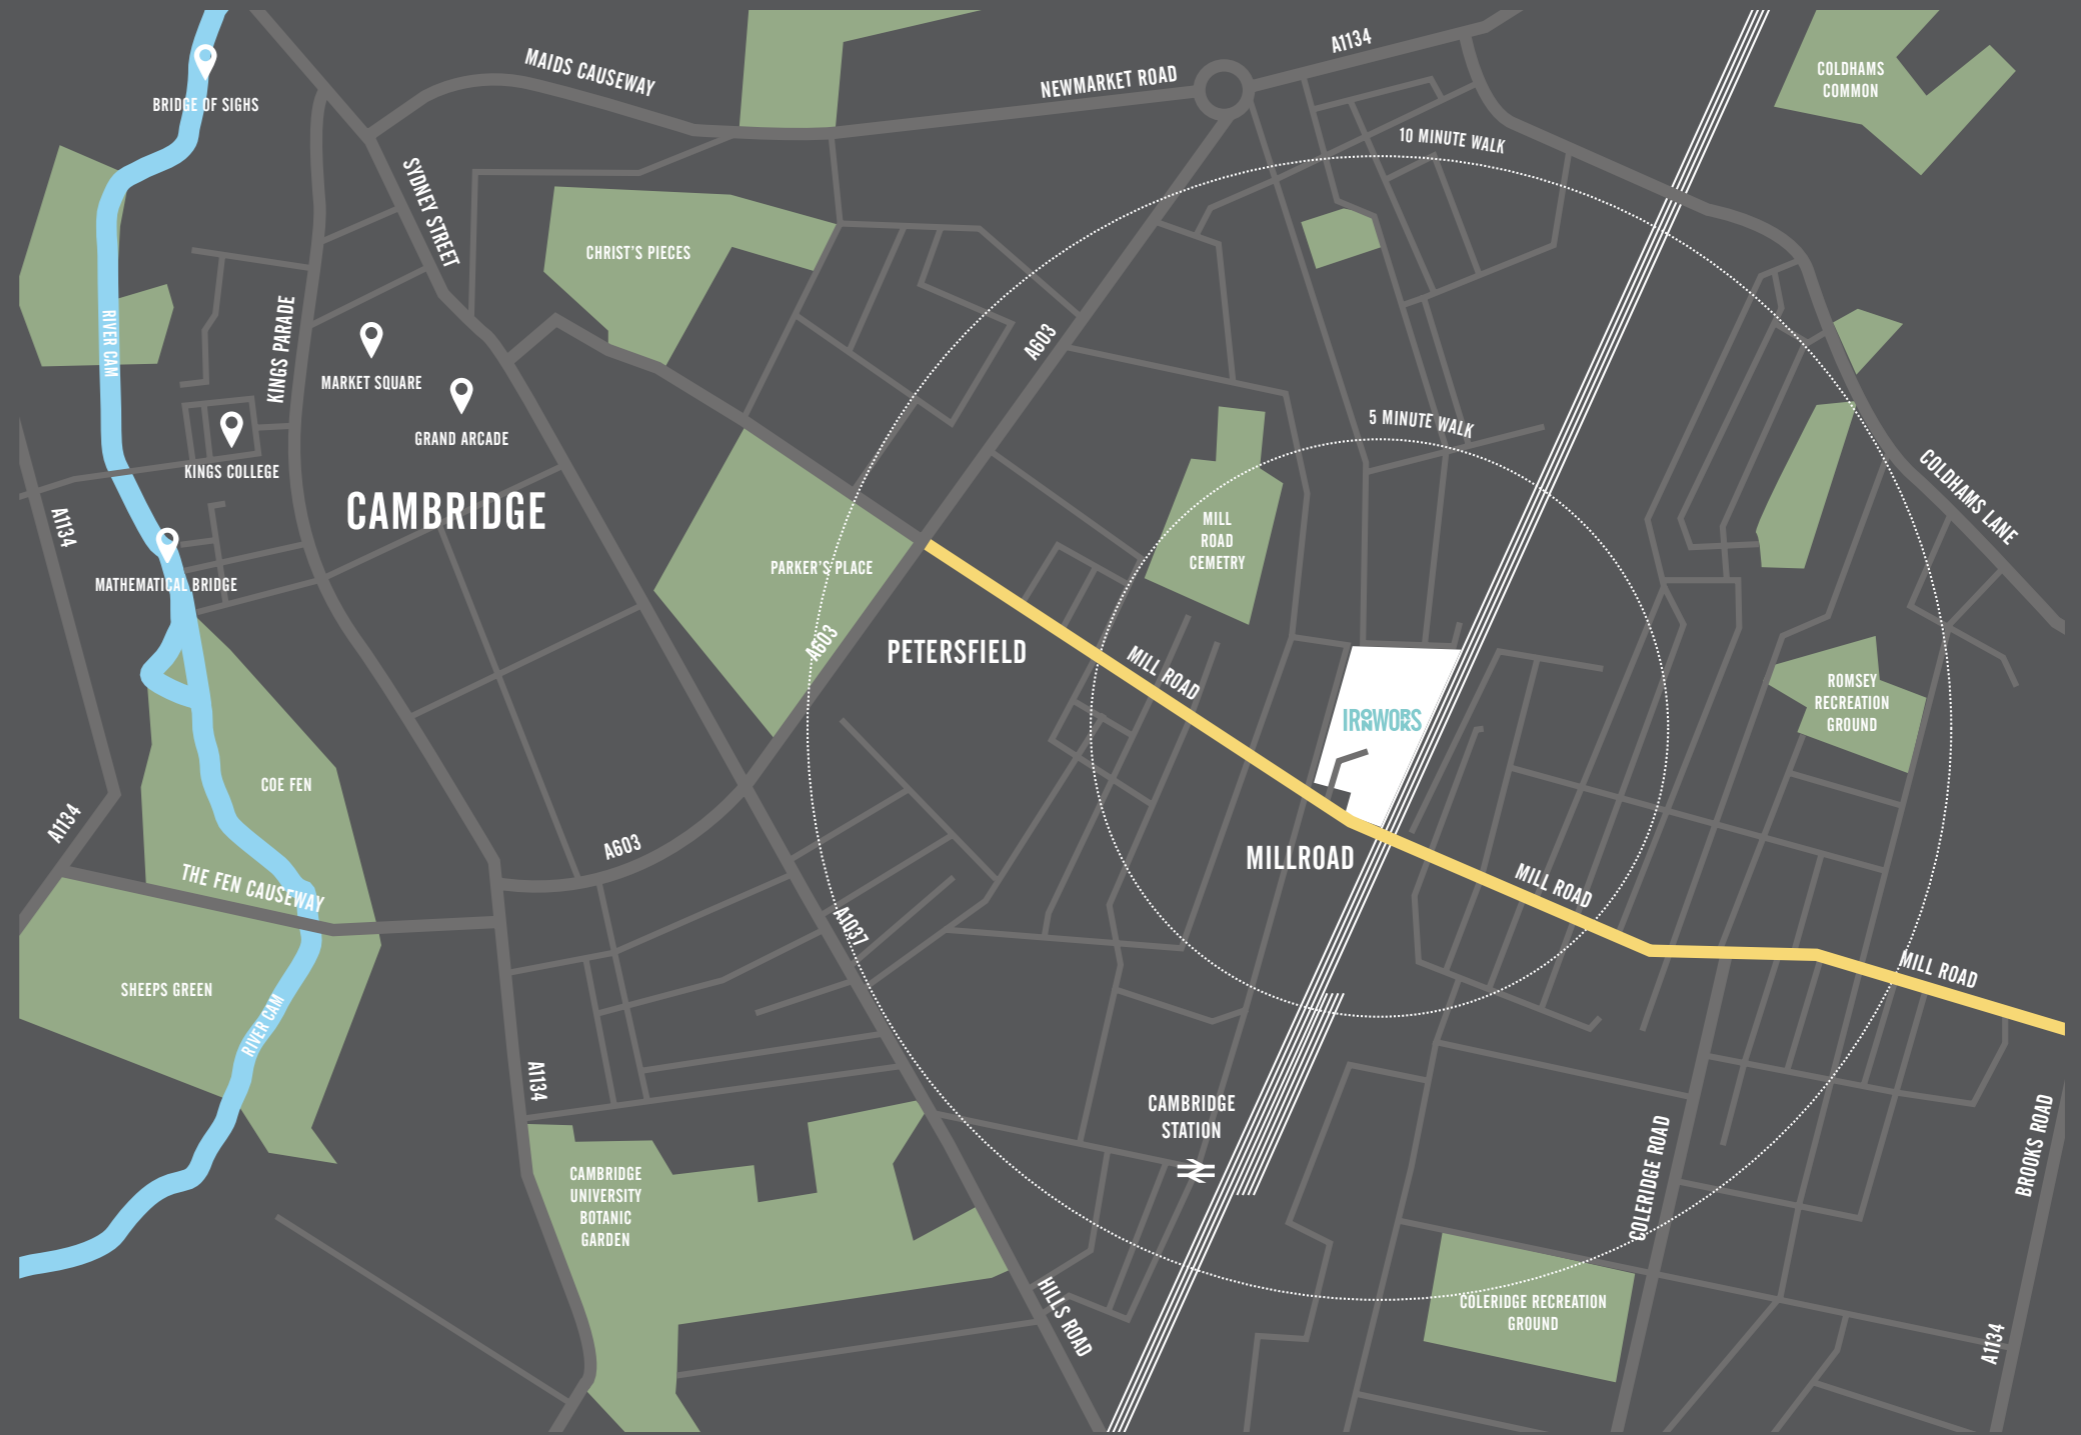 BRIDGE OF SIGHS
MAIDS CAUSEWAY
NEWMARKET ROAD
A1134
COLDHAMS
COMMON
10 MINUTE WALK
SYDNEY STREET
CHRIST'S PIECES
RIVER CAM
KINGS PARADE
MARKET SQUARE
GRAND ARCADE
KINGS COLLEGE
A603
5 MINUTE WALK
COLDHAMS LANE
CAMBRIDGE
A1134
MATHEMATICAL BRIDGE
PARKER'S PLACE
MILL
ROAD
CEMETRY
A603
PETERSFIELD
MILL ROAD
IRONWORKS
ROMSEY
RECREATION
GROUND
COE FEN
A1134
A603
MILLROAD
MILL ROAD
THE FEN CAUSEWAY
A1037
MILL ROAD
SHEEPS GREEN
RIVER CAM
A1134
CAMBRIDGE
STATION
COLERIDGE ROAD
BROOKS ROAD
CAMBRIDGE
UNIVERSITY
BOTANIC
GARDEN
HILLS ROAD
COLERIDGE RECREATION
GROUND
A1134